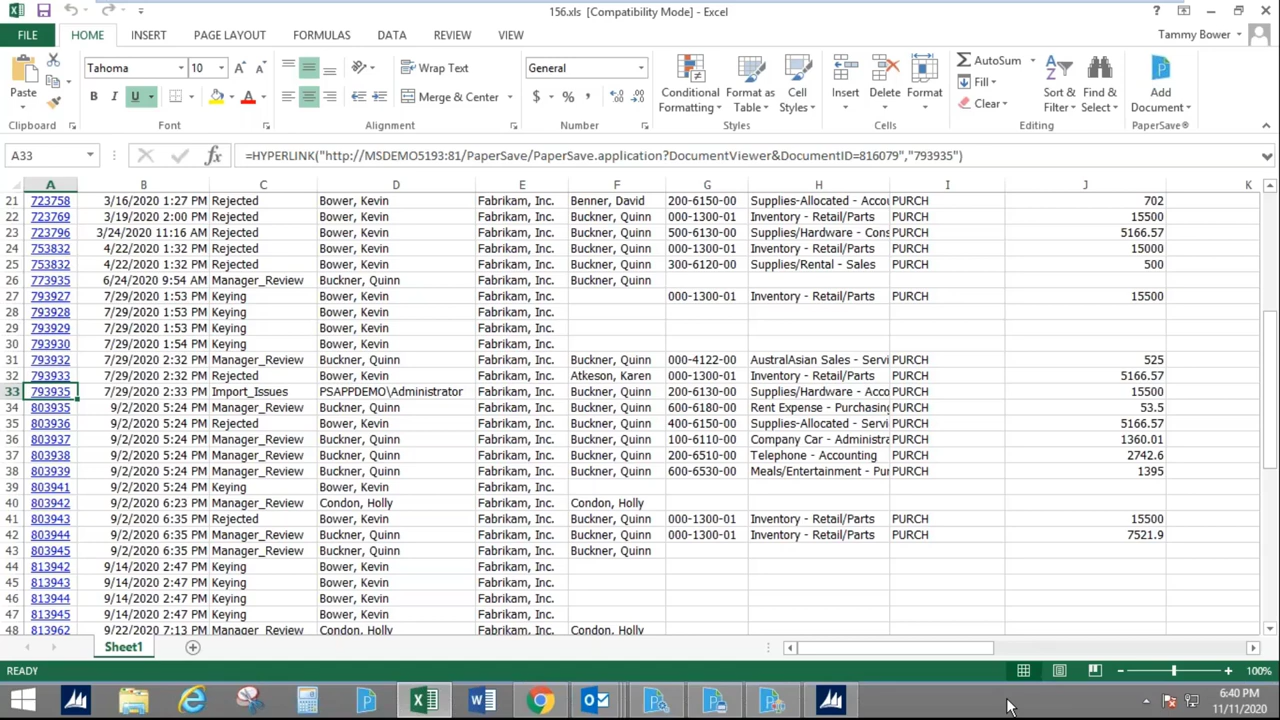 156.xls [Compatibility Mode] - Excel
FILE HOME INSERT PAGE LAYOUT FORMULAS DATA REVIEW VIEW Tammy Bower
Paste Tahoma 10 Wrap Text General Conditional Formatting Format as Table Cell Styles Insert Delete Format AutoSum Fill Clear Sort & Filter Find & Select Add Document
B I U A Merge & Center $ % ,
Clipboard Font Alignment Number Styles Cells Editing PaperSave®
A33 fx =HYPERLINK("http://MSDEMO5193:81/PaperSave/PaperSave.application?DocumentViewer&DocumentID=816079","793935")
A B C D E F G H I J K
21 723758 3/16/2020 1:27 PM Rejected Bower, Kevin Fabrikam, Inc. Benner, David 200-6150-00 Supplies-Allocated - Accou PURCH 702
22 723769 3/19/2020 2:00 PM Rejected Bower, Kevin Fabrikam, Inc. Buckner, Quinn 000-1300-01 Inventory - Retail/Parts PURCH 15500
23 723796 3/24/2020 11:16 AM Rejected Bower, Kevin Fabrikam, Inc. Buckner, Quinn 500-6130-00 Supplies/Hardware - Cons PURCH 5166.57
24 753832 4/22/2020 1:32 PM Rejected Bower, Kevin Fabrikam, Inc. Buckner, Quinn 000-1300-01 Inventory - Retail/Parts PURCH 15000
25 753832 4/22/2020 1:32 PM Rejected Bower, Kevin Fabrikam, Inc. Buckner, Quinn 300-6120-00 Supplies/Rental - Sales PURCH 500
26 773935 6/24/2020 9:54 AM Manager_Review Buckner, Quinn Fabrikam, Inc. Buckner, Quinn
27 793927 7/29/2020 1:53 PM Keying Bower, Kevin Fabrikam, Inc. 000-1300-01 Inventory - Retail/Parts PURCH 15500
28 793928 7/29/2020 1:53 PM Keying Bower, Kevin Fabrikam, Inc.
29 793929 7/29/2020 1:53 PM Keying Bower, Kevin Fabrikam, Inc.
30 793930 7/29/2020 1:54 PM Keying Bower, Kevin Fabrikam, Inc.
31 793932 7/29/2020 2:32 PM Manager_Review Buckner, Quinn Fabrikam, Inc. Buckner, Quinn 000-4122-00 AustralAsian Sales - Servi PURCH 525
32 793933 7/29/2020 2:32 PM Rejected Bower, Kevin Fabrikam, Inc. Atkeson, Karen 000-1300-01 Inventory - Retail/Parts PURCH 5166.57
33 793935 7/29/2020 2:33 PM Import_Issues PSAPPDEMO\Administrator Fabrikam, Inc. Buckner, Quinn 200-6130-00 Supplies/Hardware - Acco PURCH 15500
34 803935 9/2/2020 5:24 PM Manager_Review Buckner, Quinn Fabrikam, Inc. Buckner, Quinn 600-6180-00 Rent Expense - Purchasing PURCH 53.5
35 803936 9/2/2020 5:24 PM Rejected Bower, Kevin Fabrikam, Inc. Buckner, Quinn 400-6150-00 Supplies-Allocated - Servi PURCH 5166.57
36 803937 9/2/2020 5:24 PM Manager_Review Buckner, Quinn Fabrikam, Inc. Buckner, Quinn 100-6110-00 Company Car - Administra PURCH 1360.01
37 803938 9/2/2020 5:24 PM Manager_Review Buckner, Quinn Fabrikam, Inc. Buckner, Quinn 200-6510-00 Telephone - Accounting PURCH 2742.6
38 803939 9/2/2020 5:24 PM Manager_Review Buckner, Quinn Fabrikam, Inc. Buckner, Quinn 600-6530-00 Meals/Entertainment - Pu PURCH 1395
39 803941 9/2/2020 5:24 PM Keying Bower, Kevin Fabrikam, Inc.
40 803942 9/2/2020 6:23 PM Manager_Review Condon, Holly Fabrikam, Inc. Condon, Holly
41 803943 9/2/2020 6:35 PM Rejected Bower, Kevin Fabrikam, Inc. Buckner, Quinn 000-1300-01 Inventory - Retail/Parts PURCH 15500
42 803944 9/2/2020 6:35 PM Manager_Review Buckner, Quinn Fabrikam, Inc. Buckner, Quinn 000-1300-01 Inventory - Retail/Parts PURCH 7521.9
43 803945 9/2/2020 6:35 PM Manager_Review Buckner, Quinn Fabrikam, Inc. Buckner, Quinn
44 813942 9/14/2020 2:47 PM Keying Bower, Kevin Fabrikam, Inc.
45 813943 9/14/2020 2:47 PM Keying Bower, Kevin Fabrikam, Inc.
46 813944 9/14/2020 2:47 PM Keying Bower, Kevin Fabrikam, Inc.
47 813945 9/14/2020 2:47 PM Keying Bower, Kevin Fabrikam, Inc.
48 813962 9/22/2020 7:13 PM Manager_Review Condon, Holly Fabrikam, Inc. Condon, Holly
Sheet1
READY 100%
6:40 PM
11/11/2020